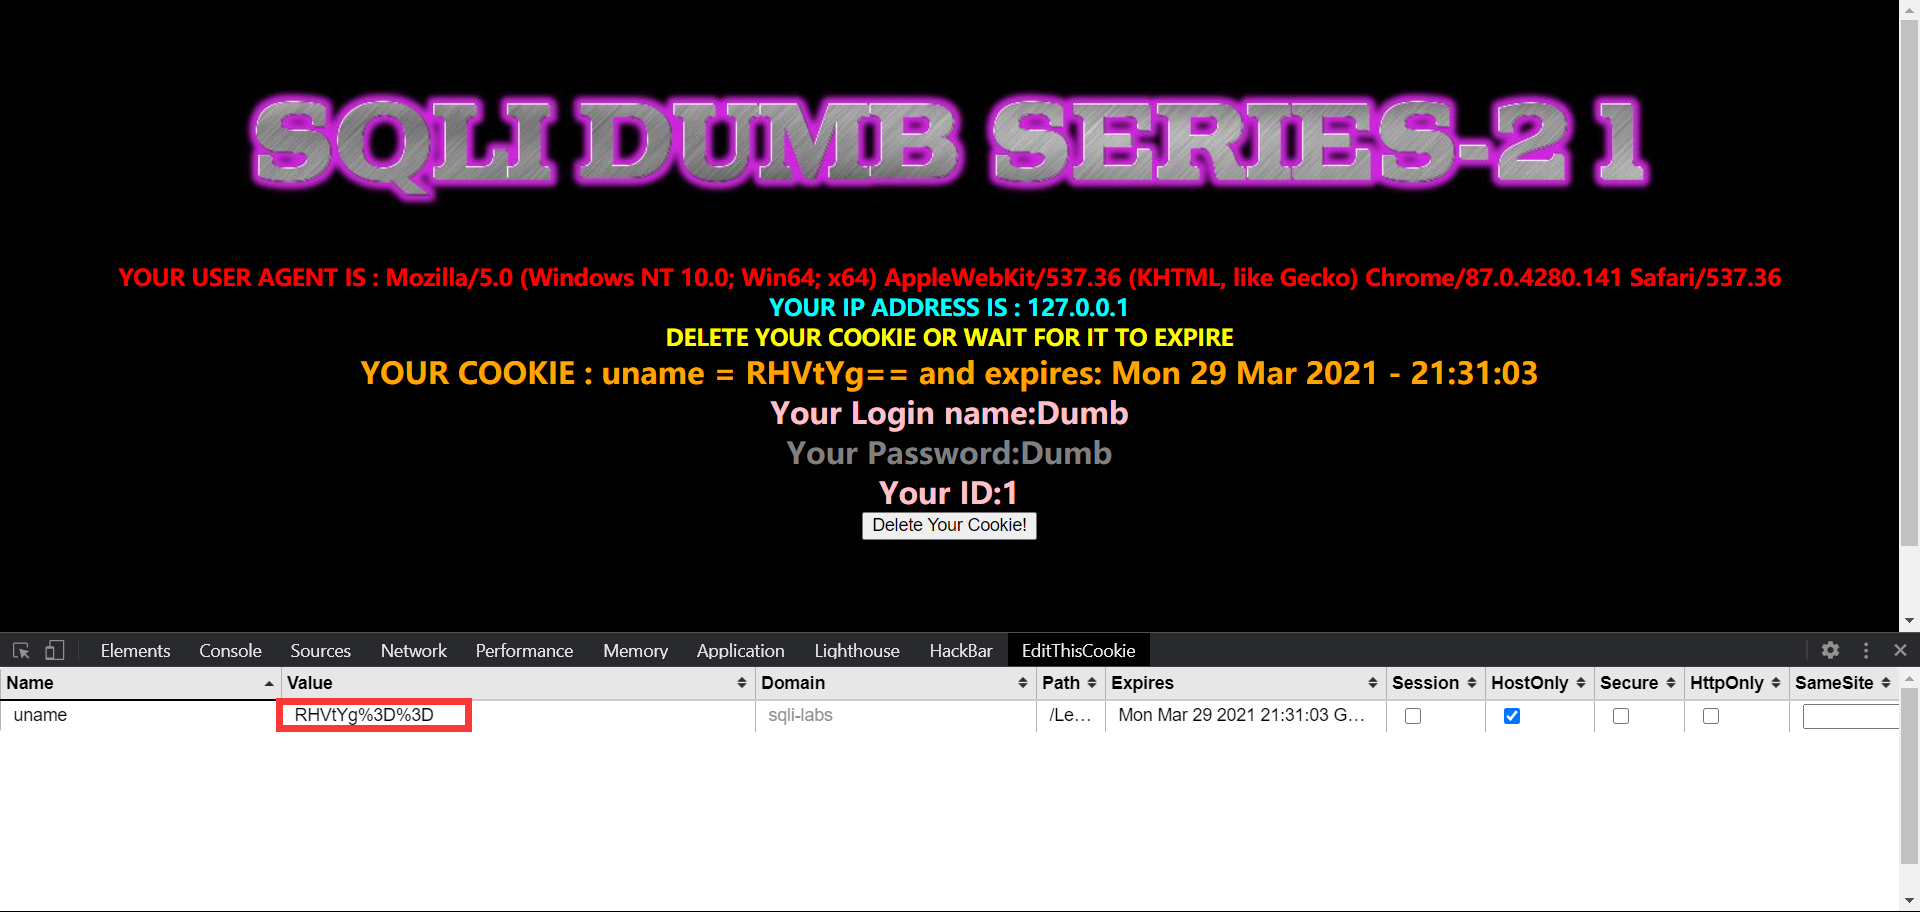 SQLI DUMB SERIES-21
YOUR USER AGENT IS : Mozilla/5.0 (Windows NT 10.0; Win64; x64) AppleWebKit/537.36 (KHTML, like Gecko) Chrome/87.0.4280.141 Safari/537.36
YOUR IP ADDRESS IS : 127.0.0.1
DELETE YOUR COOKIE OR WAIT FOR IT TO EXPIRE
YOUR COOKIE : uname = RHVtYg== and expires: Mon 29 Mar 2021 - 21:31:03
Your Login name:Dumb
Your Password:Dumb
Your ID:1
Delete Your Cookie!
Elements Console Sources Network Performance Memory Application Lighthouse HackBar EditThisCookie
Name Value Domain Path Expires Session HostOnly Secure HttpOnly SameSite
uname RHVtYg%3D%3D sqli-labs /Le... Mon Mar 29 2021 21:31:03 G...